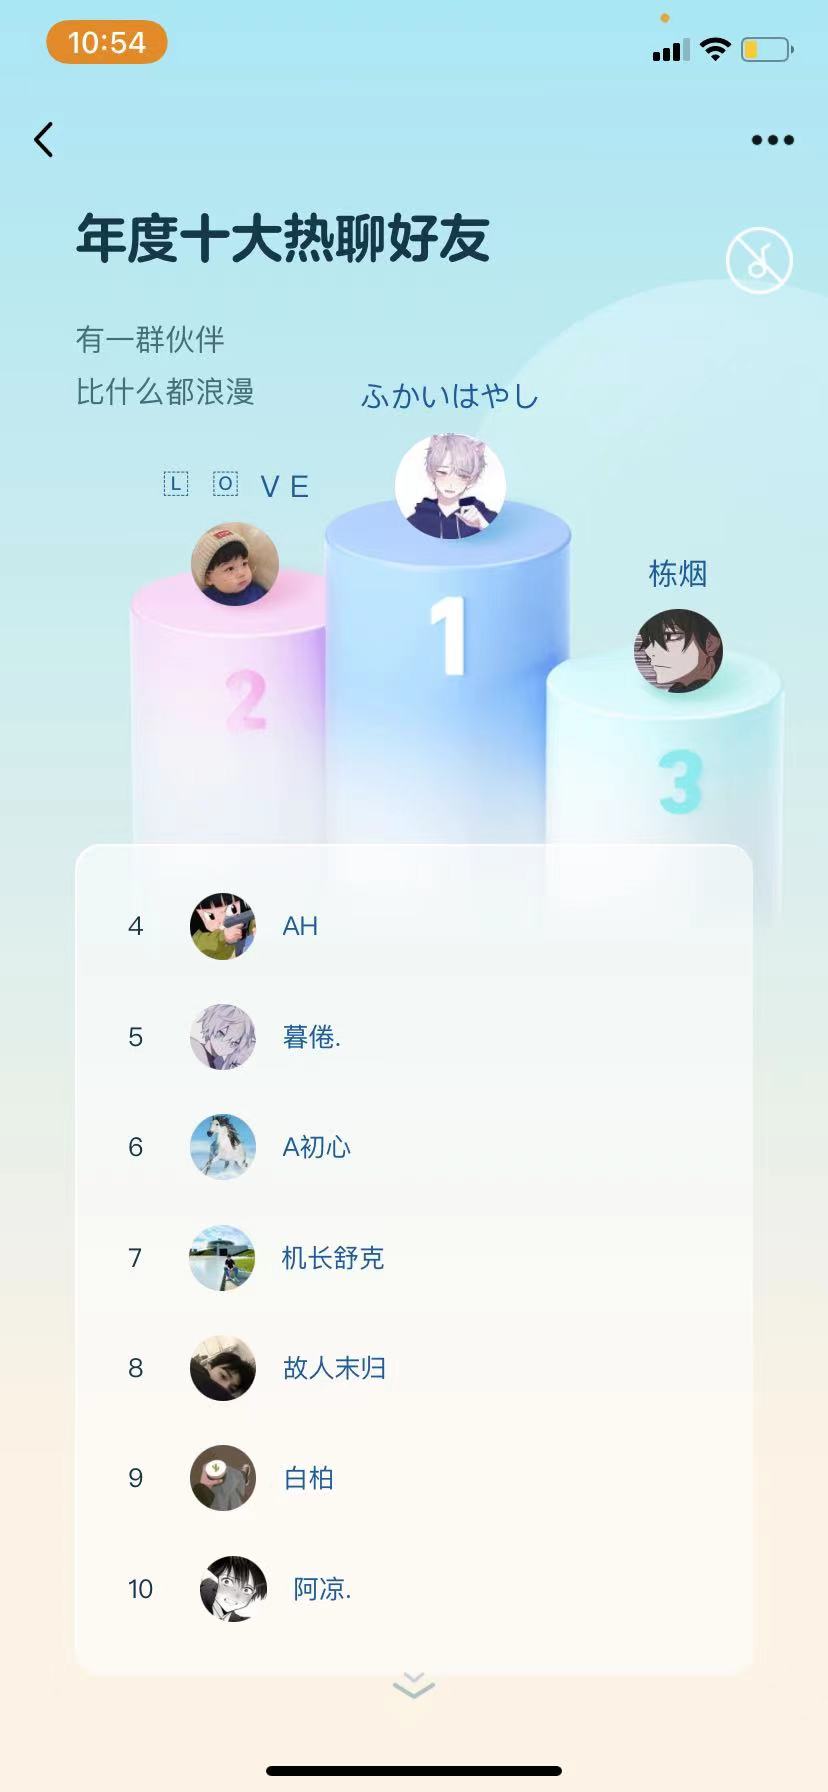 10:54
年度十大热聊好友
有一群伙伴
比什么都浪漫
ふかいはやし
🄻 🄾 V E
栋烟
1
2
3
4 AH
5 暮倦.
6 A初心
7 机长舒克
8 故人末归
9 白柏
10 阿凉.